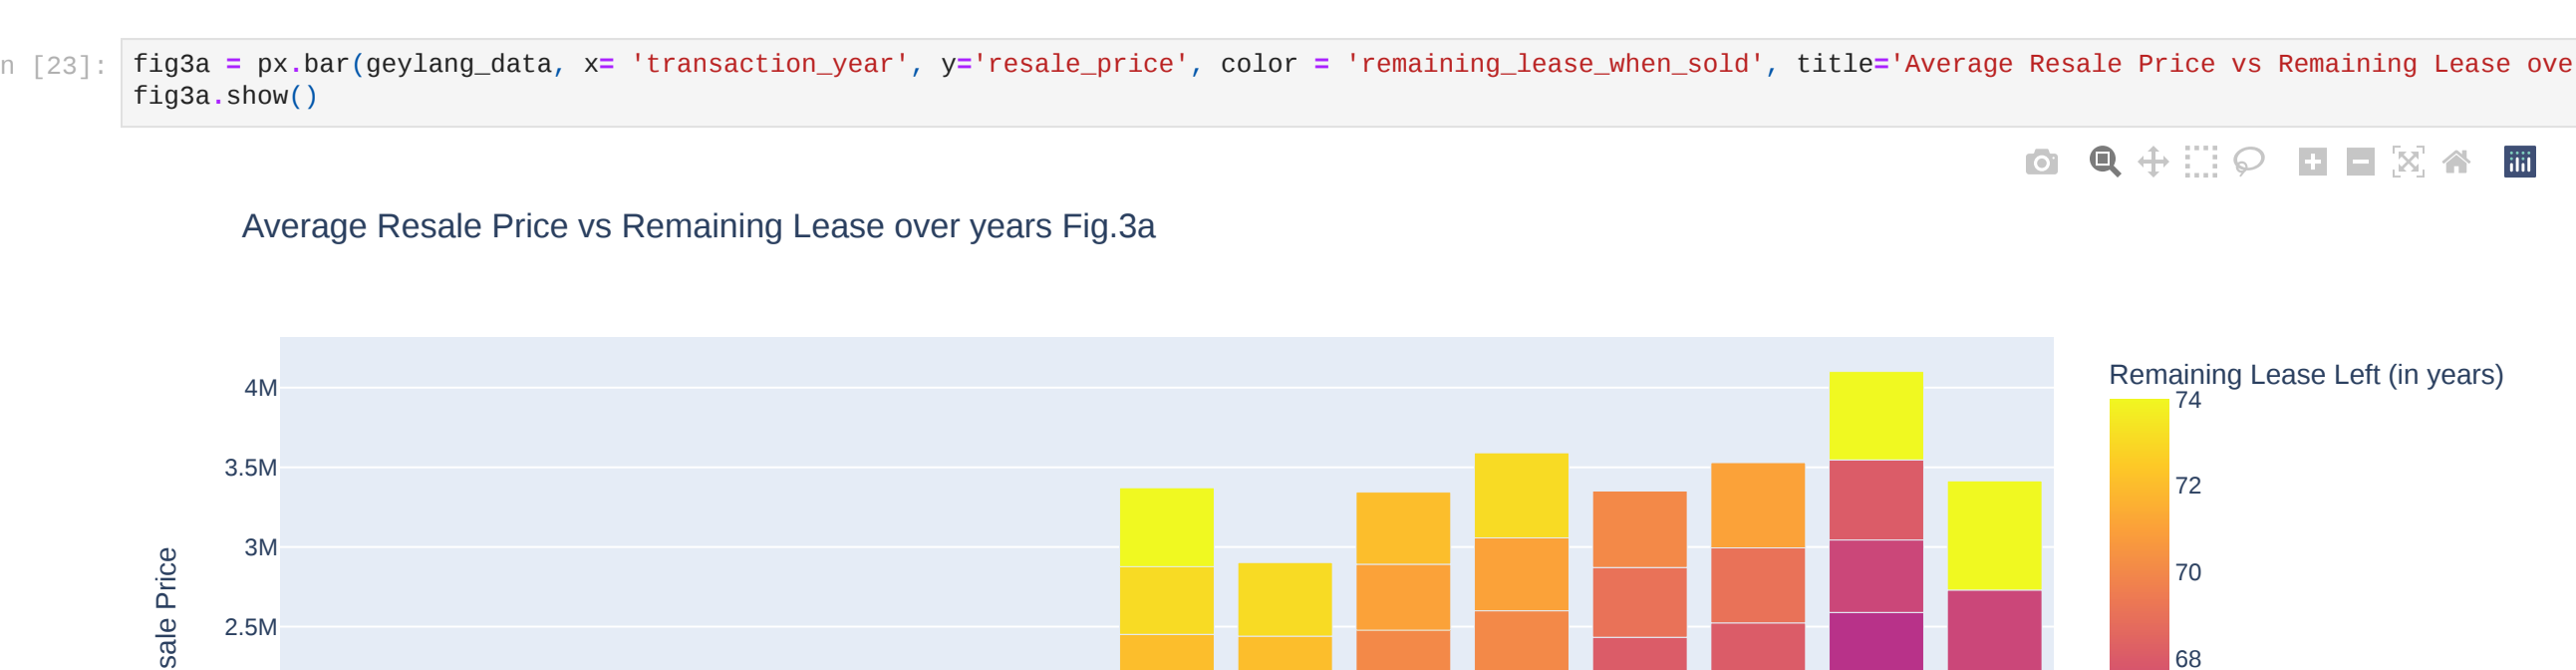 n [23]: fig3a = px.bar(geylang_data, x= 'transaction_year', y='resale_price', color = 'remaining_lease_when_sold', title='Average Resale Price vs Remaining Lease ove
fig3a.show()
Average Resale Price vs Remaining Lease over years Fig.3a
4M
3.5M
3M
2.5M
sale Price
Remaining Lease Left (in years)
74
72
70
68